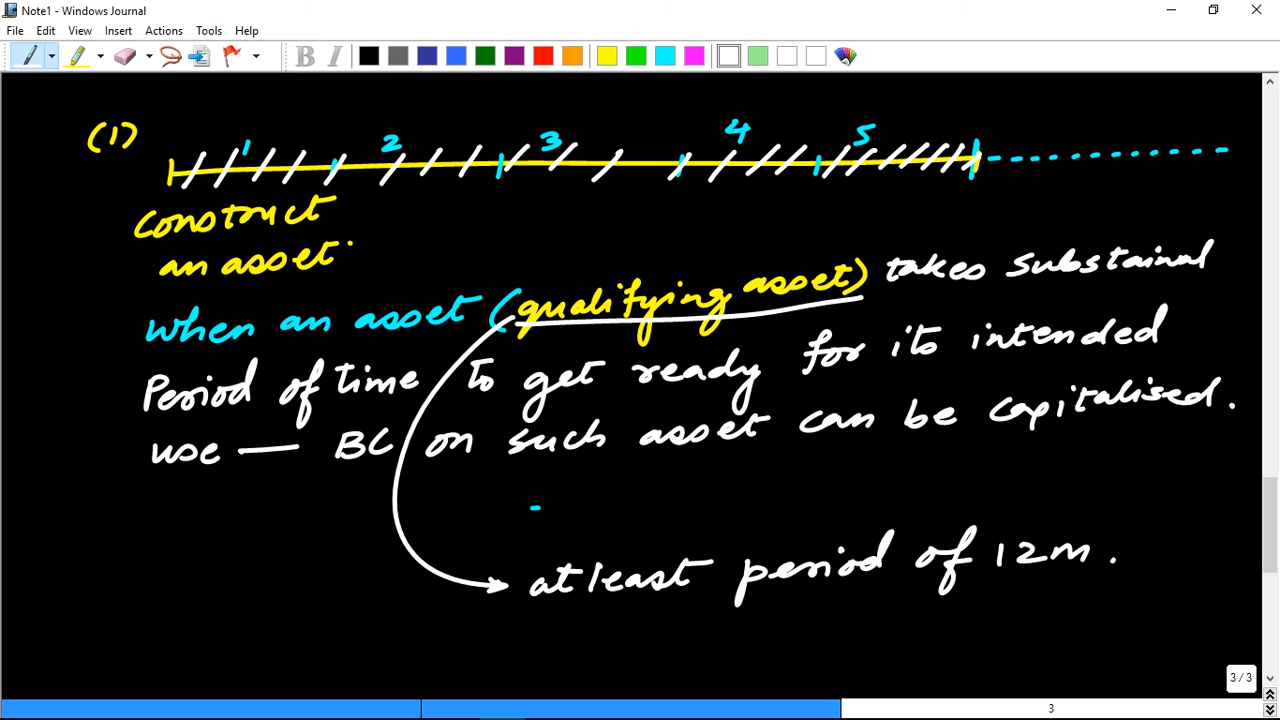 Note1 - Windows Journal
File Edit View Insert Actions Tools Help
B I
(1) 1 2 3 4 5
Construct
an asset
when an asset (qualifying asset) takes substainal
Period of time to get ready for its intended
use — BC on such asset can be capitalised.
atleast period of 12m.
3/3
3